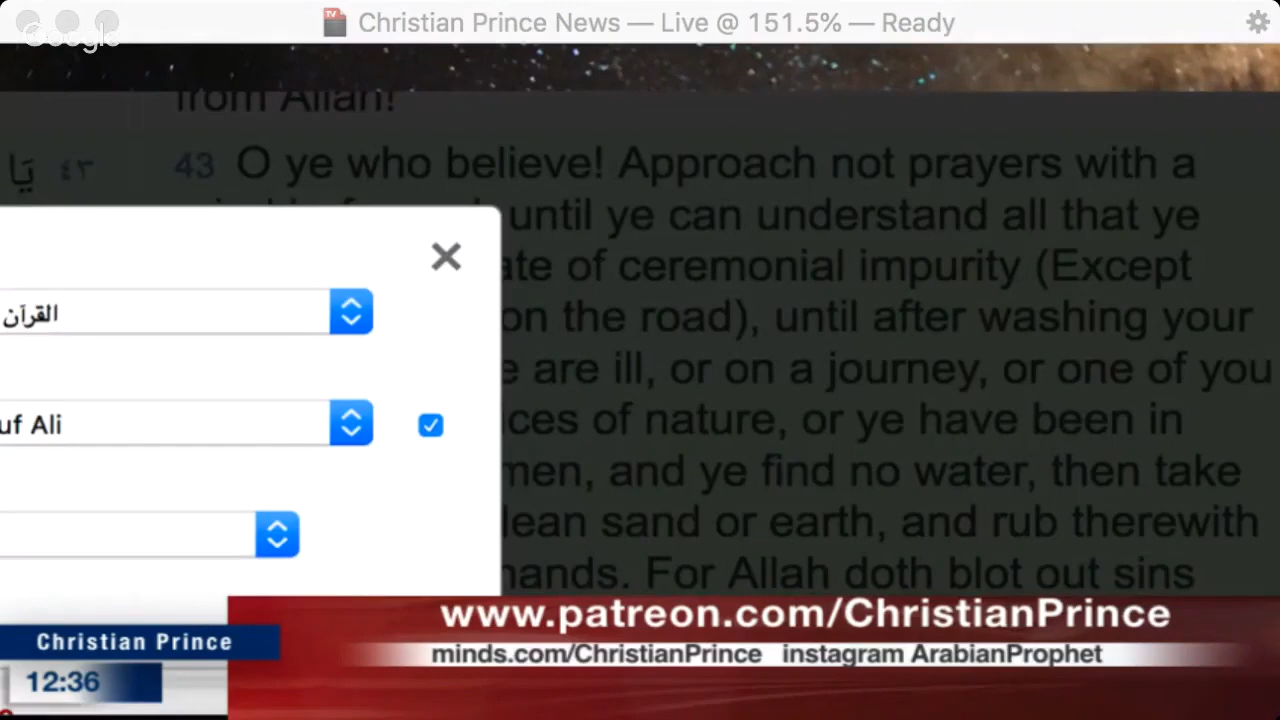 Christian Prince News — Live @ 151.5% — Ready
Google
from Allah!
يَا ٤٣
43 O ye who believe! Approach not prayers with a
until ye can understand all that ye
ate of ceremonial impurity (Except
on the road), until after washing your
e are ill, or on a journey, or one of you
ces of nature, or ye have been in
men, and ye find no water, then take
lean sand or earth, and rub therewith
hands. For Allah doth blot out sins
القرآن
uf Ali
www.patreon.com/ChristianPrince
Christian Prince
minds.com/ChristianPrince instagram ArabianProphet
12:36